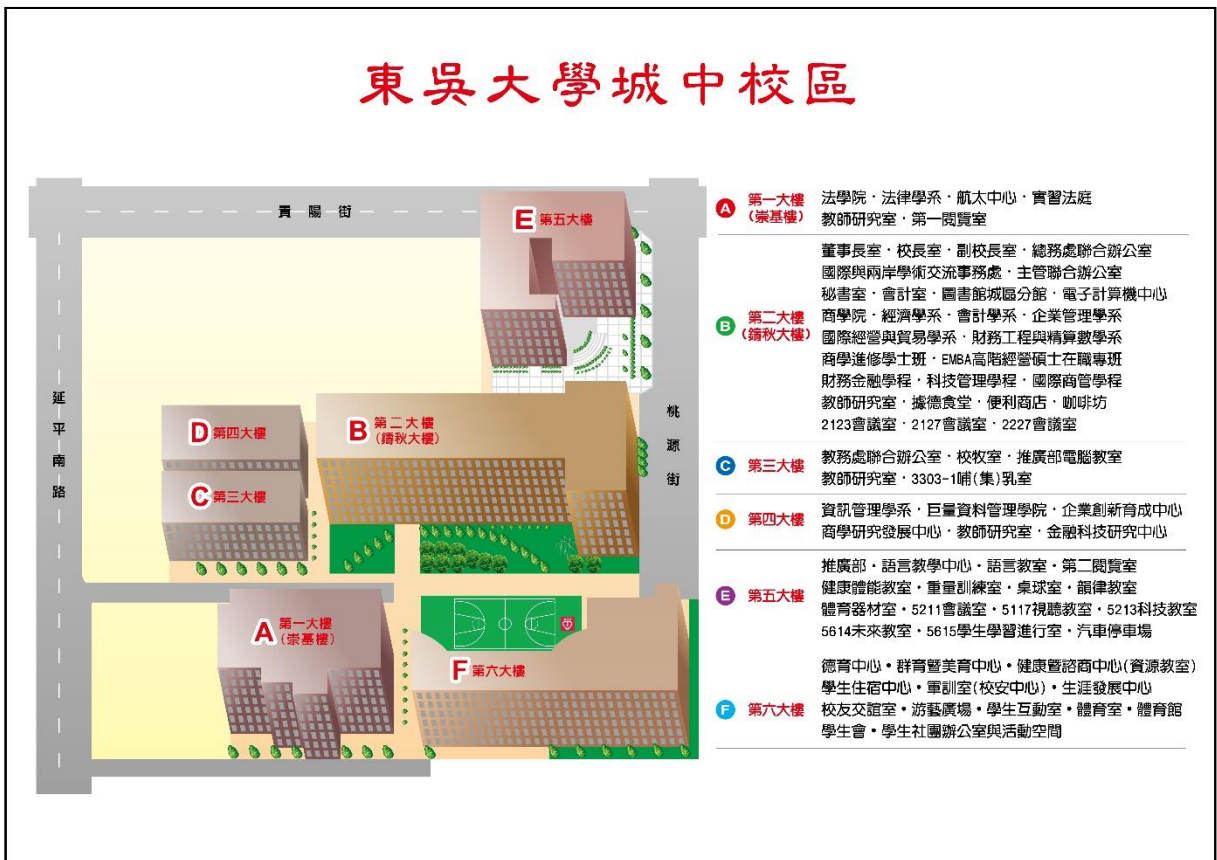 東吳大學城中校區
貴陽街
E 第五大樓
延平南路
桃源街
D 第四大樓
B 第二大樓
(鑄秋大樓)
C 第三大樓
A 第一大樓
(崇基樓)
F 第六大樓
A 第一大樓
(崇基樓)
法學院・法律學系・航太中心・實習法庭
教師研究室・第一閱覽室
B 第二大樓
(鑄秋大樓)
董事長室・校長室・副校長室・總務處聯合辦公室
國際與兩岸學術交流事務處・主管聯合辦公室
秘書室・會計室・圖書館城區分館・電子計算機中心
商學院・經濟學系・會計學系・企業管理學系
國際經營與貿易學系・財務工程與精算數學系
商學進修學士班・EMBA高階經營碩士在職專班
財務金融學程・科技管理學程・國際商管學程
教師研究室・據德食堂・便利商店・咖啡坊
2123會議室・2127會議室・2227會議室
C 第三大樓
教務處聯合辦公室・校牧室・推廣部電腦教室
教師研究室・3303-1哺(集)乳室
D 第四大樓
資訊管理學系・巨量資料管理學院・企業創新育成中心
商學研究發展中心・教師研究室・金融科技研究中心
E 第五大樓
推廣部・語言教學中心・語言教室・第二閱覽室
健康體能教室・重量訓練室・桌球室・韻律教室
體育器材室・5211會議室・5117視聽教室・5213科技教室
5614未來教室・5615學生學習進行室・汽車停車場
F 第六大樓
德育中心・群育暨美育中心・健康暨諮商中心(資源教室)
學生住宿中心・軍訓室(校安中心)・生涯發展中心
校友交誼室・游藝廣場・學生互動室・體育室・體育館
學生會・學生社團辦公室與活動空間